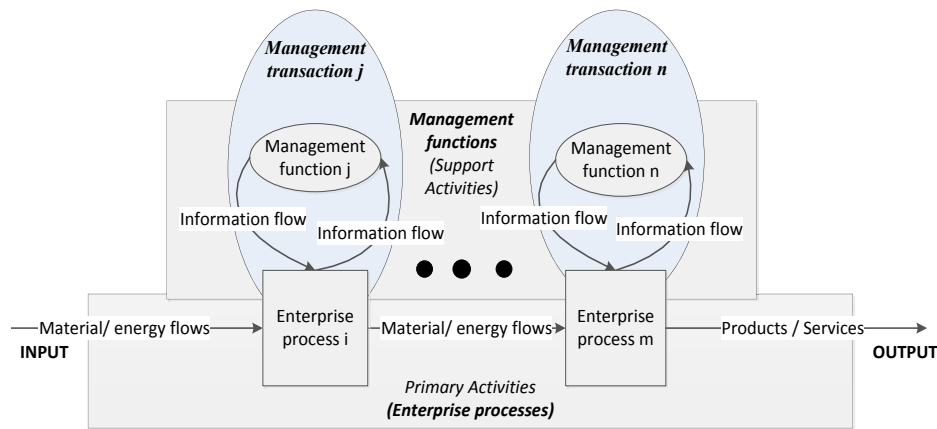 Management
transaction j
Management
transaction n
Management
functions
(Support
Activities)
Management
function j
Management
function n
Information flow
Information flow
Information flow
Information flow
Enterprise
process i
Enterprise
process m
Material/ energy flows
Material/ energy flows
Products / Services
INPUT
OUTPUT
Primary Activities
(Enterprise processes)